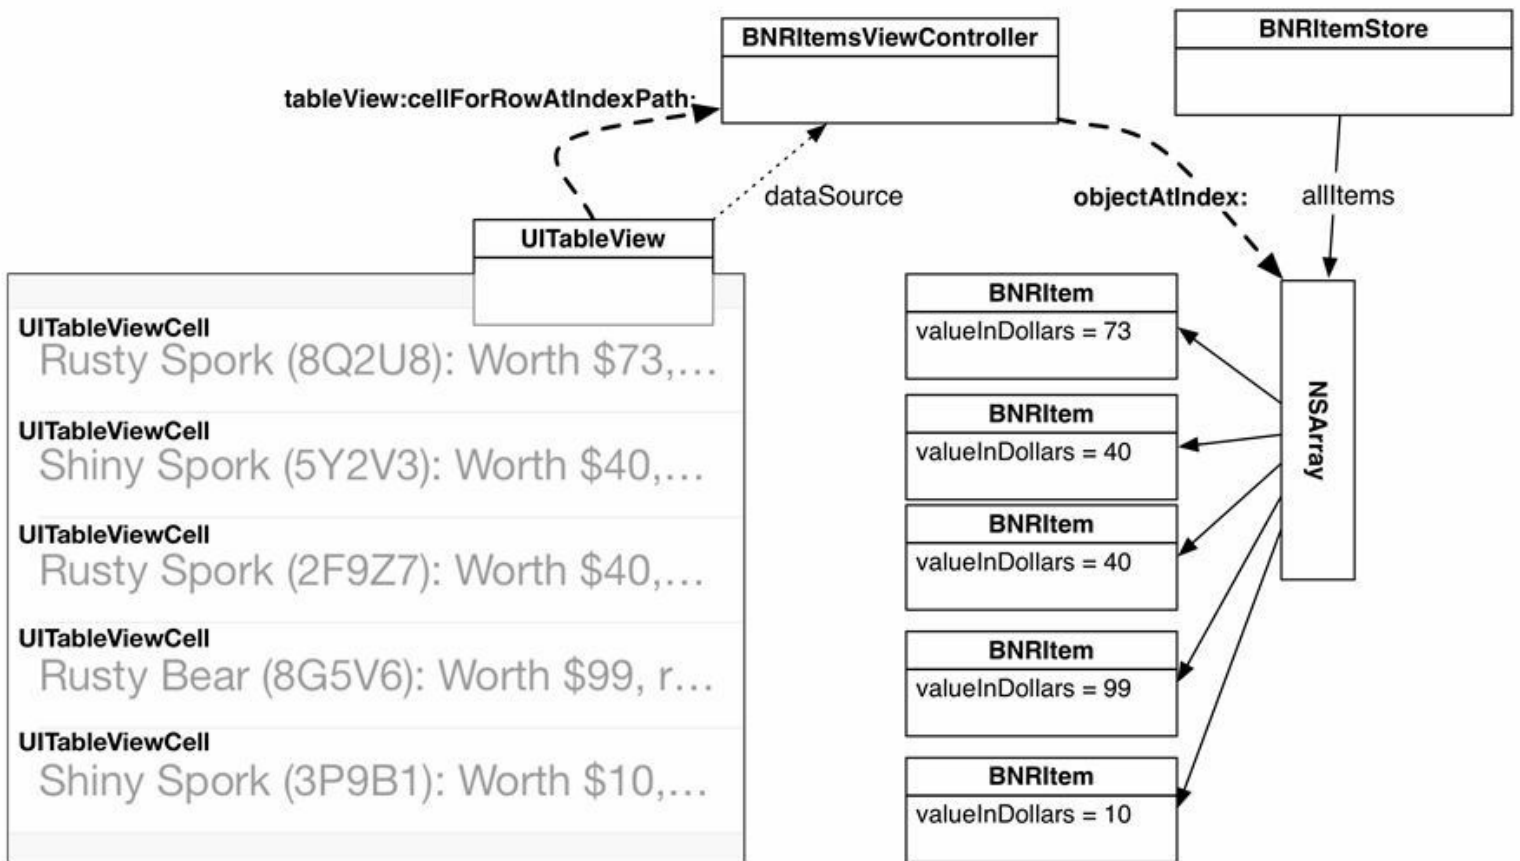 BNRItemsViewController
BNRItemStore
tableView:cellForRowAtIndexPath:
dataSource
objectAtIndex:
allItems
UITableView
UITableViewCell
Rusty Spork (8Q2U8): Worth $73,...
UITableViewCell
Shiny Spork (5Y2V3): Worth $40,...
UITableViewCell
Rusty Spork (2F9Z7): Worth $40,...
UITableViewCell
Rusty Bear (8G5V6): Worth $99, r...
UITableViewCell
Shiny Spork (3P9B1): Worth $10,...
BNRItem
valueInDollars = 73
BNRItem
valueInDollars = 40
BNRItem
valueInDollars = 40
BNRItem
valueInDollars = 99
BNRItem
valueInDollars = 10
NSArray